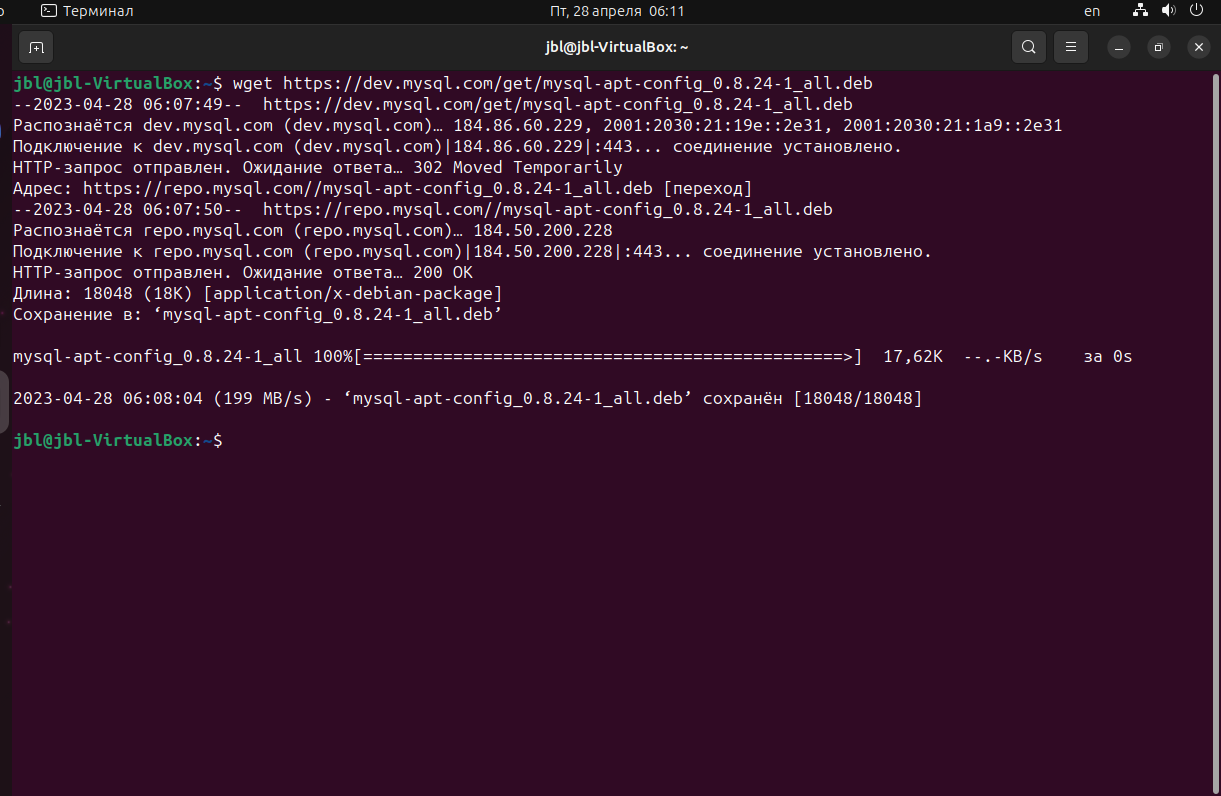 Терминал
Пт, 28 апреля 06:11
en
jbl@jbl-VirtualBox: ~
jbl@jbl-VirtualBox:~$ wget https://dev.mysql.com/get/mysql-apt-config_0.8.24-1_all.deb
--2023-04-28 06:07:49--  https://dev.mysql.com/get/mysql-apt-config_0.8.24-1_all.deb
Распознаётся dev.mysql.com (dev.mysql.com)… 184.86.60.229, 2001:2030:21:19e::2e31, 2001:2030:21:1a9::2e31
Подключение к dev.mysql.com (dev.mysql.com)|184.86.60.229|:443... соединение установлено.
HTTP-запрос отправлен. Ожидание ответа… 302 Moved Temporarily
Адрес: https://repo.mysql.com//mysql-apt-config_0.8.24-1_all.deb [переход]
--2023-04-28 06:07:50--  https://repo.mysql.com//mysql-apt-config_0.8.24-1_all.deb
Распознаётся repo.mysql.com (repo.mysql.com)… 184.50.200.228
Подключение к repo.mysql.com (repo.mysql.com)|184.50.200.228|:443... соединение установлено.
HTTP-запрос отправлен. Ожидание ответа… 200 OK
Длина: 18048 (18K) [application/x-debian-package]
Сохранение в: ‘mysql-apt-config_0.8.24-1_all.deb’
mysql-apt-config_0.8.24-1_all 100%[================================================>]  17,62K  --.-KB/s    за 0s
2023-04-28 06:08:04 (199 MB/s) - ‘mysql-apt-config_0.8.24-1_all.deb’ сохранён [18048/18048]
jbl@jbl-VirtualBox:~$